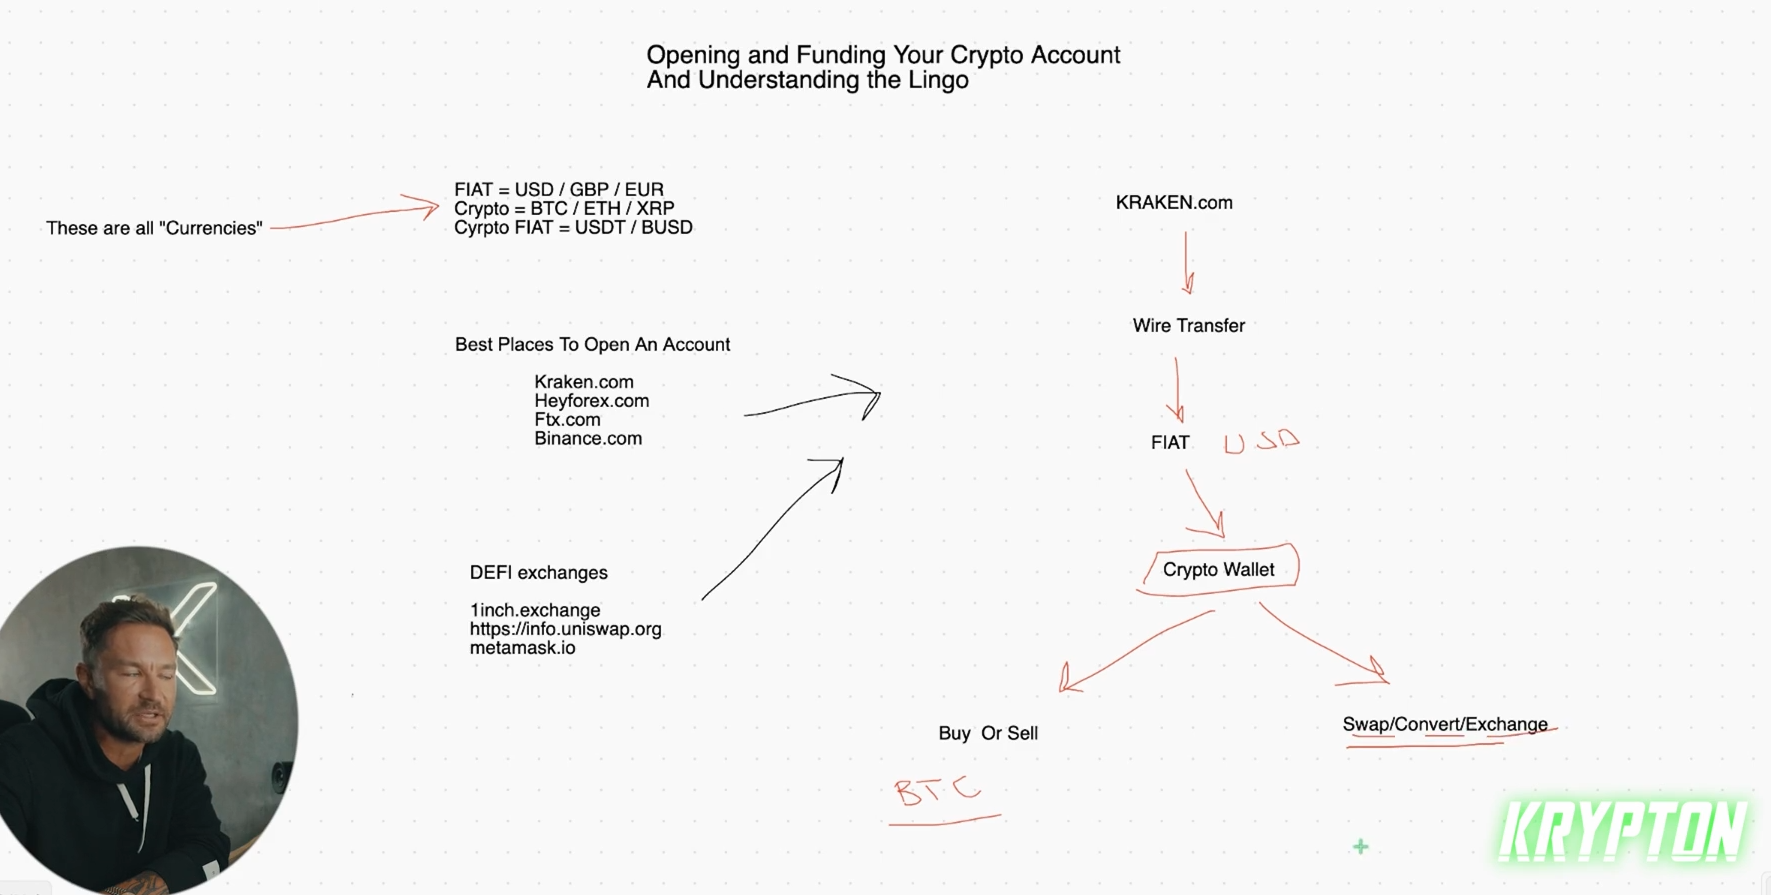 Opening and Funding Your Crypto Account
And Understanding the Lingo
These are all "Currencies"
FIAT = USD / GBP / EUR
Crypto = BTC / ETH / XRP
Cyrpto FIAT = USDT / BUSD
Best Places To Open An Account
Kraken.com
Heyforex.com
Ftx.com
Binance.com
DEFI exchanges
1inch.exchange
https://info.uniswap.org
metamask.io
KRAKEN.com
Wire Transfer
FIAT USD
Crypto Wallet
Buy Or Sell
BTC
Swap/Convert/Exchange
KRYPTON